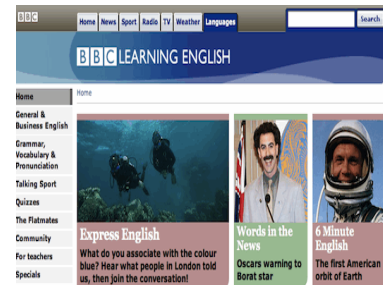 BBC
Home News Sport Radio TV Weather Languages
Search
BBC LEARNING ENGLISH
Home
Home
General &
Business English
Grammar,
Vocabulary &
Pronunciation
Talking Sport
Quizzes
The Flatmates
Community
For teachers
Specials
Express English
What do you associate with the colour
blue? Hear what people in London told
us, then join the conversation!
Words in the
News
Oscars warning to
Borat star
6 Minute
English
The first American
orbit of Earth